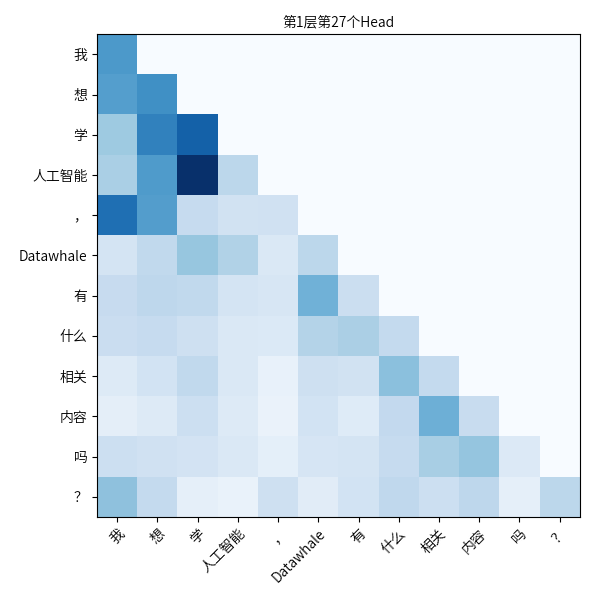 第1层第27个Head
我
想
学
人工智能
，
Datawhale
有
什么
相关
内容
吗
？
我
想
学
人工智能
，
Datawhale
有
什么
相关
内容
吗
？